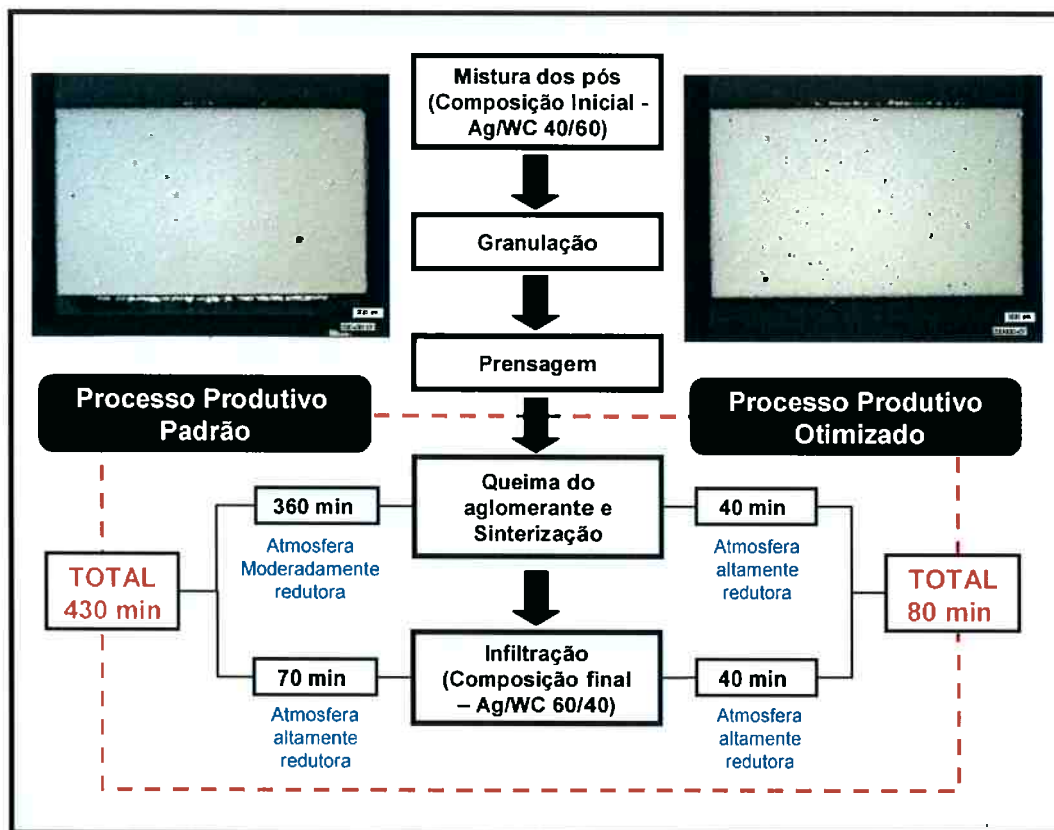 Mistura dos pós
(Composição Inicial -
Ag/WC 40/60)
Granulação
Prensagem
Processo Produtivo
Padrão
Processo Produtivo
Otimizado
Queima do
aglomerante e
Sinterização
360 min
Atmosfera
Moderadamente
redutora
40 min
Atmosfera
altamente
redutora
TOTAL
430 min
TOTAL
80 min
Infiltração
(Composição final
– Ag/WC 60/40)
70 min
Atmosfera
altamente
redutora
40 min
Atmosfera
altamente
redutora